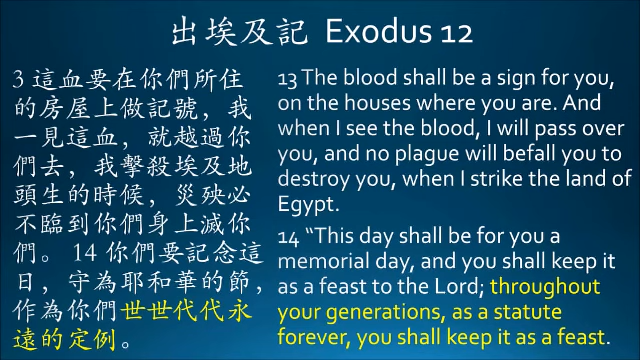 出埃及記 Exodus 12
3 這血要在你們所住
的房屋上做記號，我
一見這血，就越過你
們去，我擊殺埃及地
頭生的時候，災殃必
不臨到你們身上滅你
們。 14 你們要記念這
日，守為耶和華的節，
作為你們世世代代永
遠的定例。
13 The blood shall be a sign for you,
on the houses where you are. And
when I see the blood, I will pass over
you, and no plague will befall you to
destroy you, when I strike the land of
Egypt.
14 “This day shall be for you a
memorial day, and you shall keep it
as a feast to the Lord; throughout
your generations, as a statute
forever, you shall keep it as a feast.